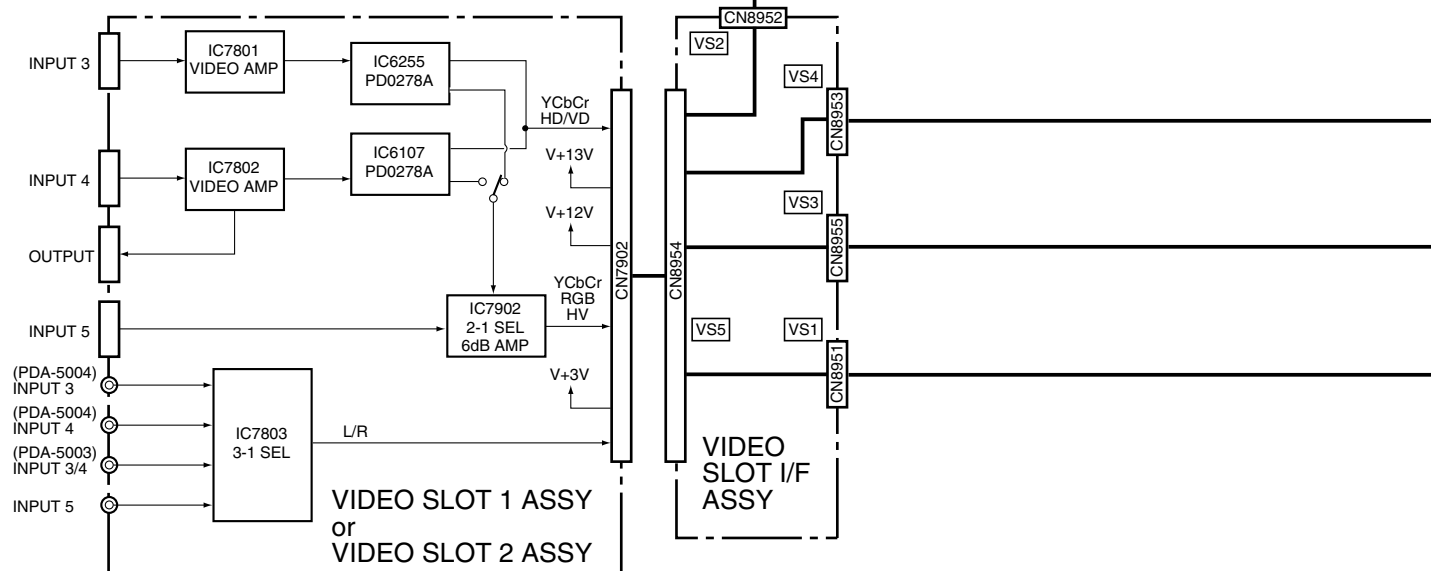 CN8952
VS2
INPUT 3
IC7801
VIDEO AMP
IC6255
PD0278A
VS4
CN8953
YCbCr
HD/VD
INPUT 4
IC7802
VIDEO AMP
IC6107
PD0278A
V+13V
VS3
CN8955
V+12V
OUTPUT
CN7902
CN8954
YCbCr
RGB
HV
INPUT 5
IC7902
2-1 SEL
6dB AMP
VS5
VS1
CN8951
V+3V
(PDA-5004)
INPUT 3
(PDA-5004)
INPUT 4
(PDA-5003)
INPUT 3/4
INPUT 5
IC7803
3-1 SEL
L/R
VIDEO SLOT 1 ASSY
or
VIDEO SLOT 2 ASSY
VIDEO
SLOT I/F
ASSY